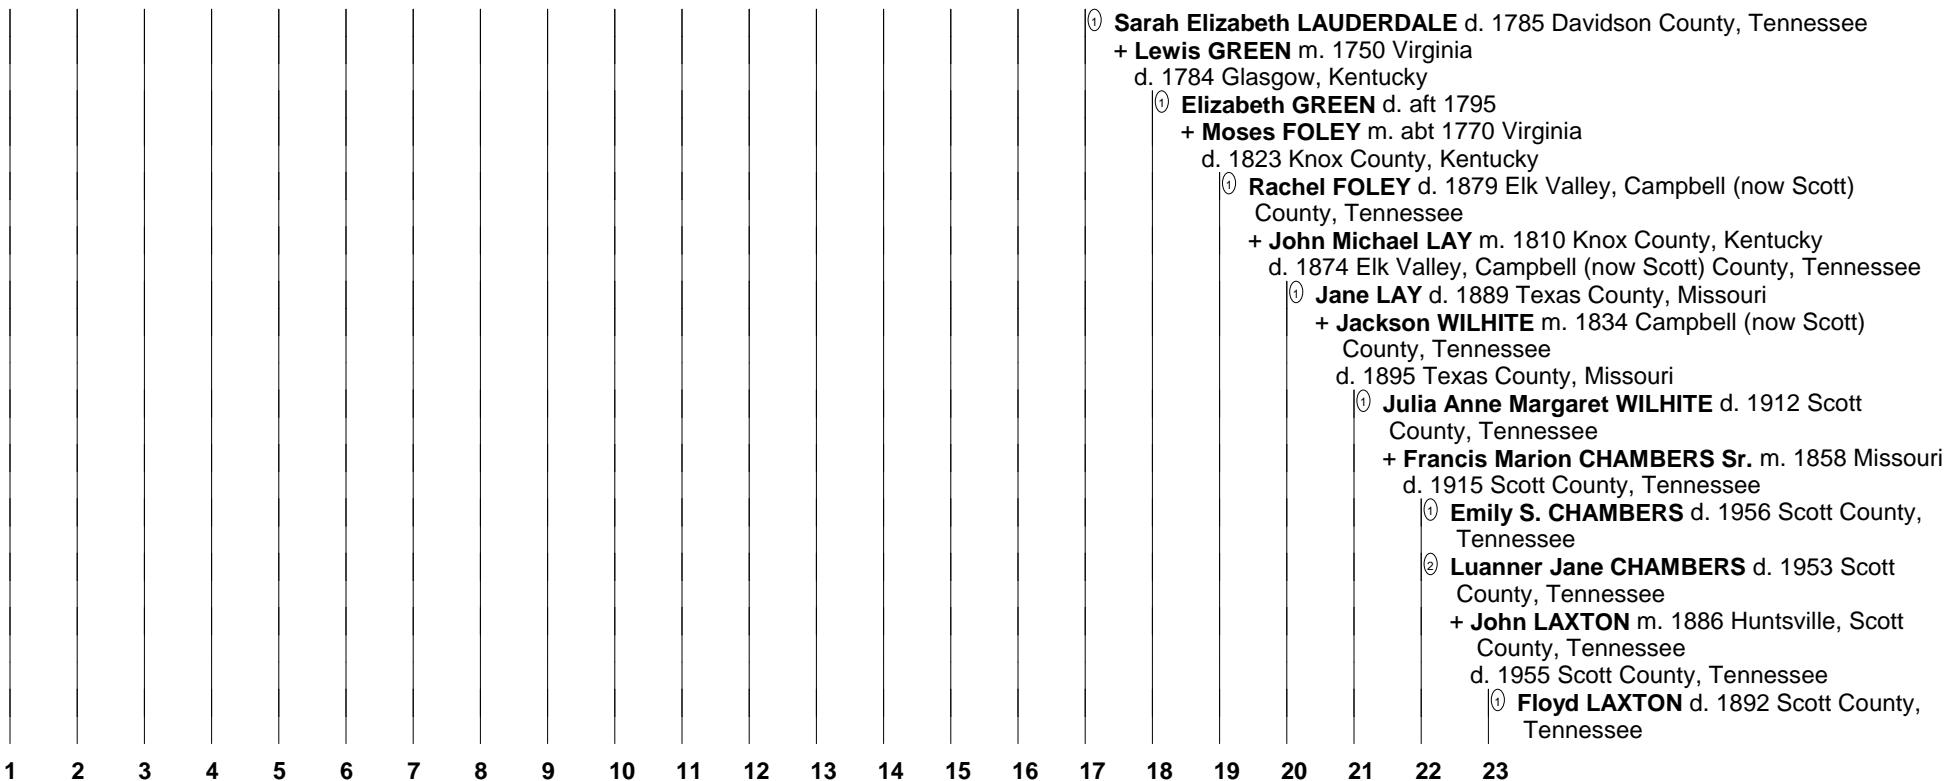 ① Sarah Elizabeth LAUDERDALE d. 1785 Davidson County, Tennessee
+ Lewis GREEN m. 1750 Virginia
d. 1784 Glasgow, Kentucky
① Elizabeth GREEN d. aft 1795
+ Moses FOLEY m. abt 1770 Virginia
d. 1823 Knox County, Kentucky
① Rachel FOLEY d. 1879 Elk Valley, Campbell (now Scott)
County, Tennessee
+ John Michael LAY m. 1810 Knox County, Kentucky
d. 1874 Elk Valley, Campbell (now Scott) County, Tennessee
① Jane LAY d. 1889 Texas County, Missouri
+ Jackson WILHITE m. 1834 Campbell (now Scott)
County, Tennessee
d. 1895 Texas County, Missouri
① Julia Anne Margaret WILHITE d. 1912 Scott
County, Tennessee
+ Francis Marion CHAMBERS Sr. m. 1858 Missouri
d. 1915 Scott County, Tennessee
① Emily S. CHAMBERS d. 1956 Scott County,
Tennessee
② Luanner Jane CHAMBERS d. 1953 Scott
County, Tennessee
+ John LAXTON m. 1886 Huntsville, Scott
County, Tennessee
d. 1955 Scott County, Tennessee
① Floyd LAXTON d. 1892 Scott County,
Tennessee
1 2 3 4 5 6 7 8 9 10 11 12 13 14 15 16 17 18 19 20 21 22 23